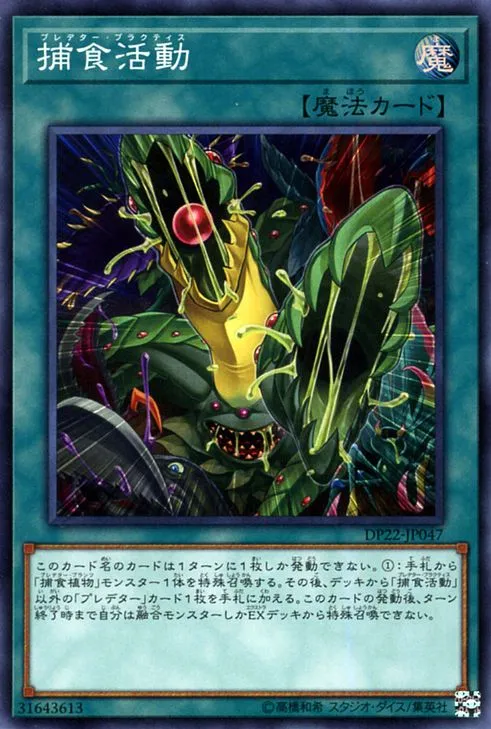 プレデター・プラクティス
捕食活動
魔
まほう
【魔法カード】
DP22-JP047
このカード名のカードは1ターンに1枚しか発動できない。①:手札から
「捕食植物」モンスター1体を特殊召喚する。その後、デッキから「捕食活動」
以外の「プレデター」カード1枚を手札に加える。このカードの発動後、ターン
終了時まで自分は融合モンスターしかEXデッキから特殊召喚できない。
31643613
©高橋和希 スタジオ・ダイス/集英社